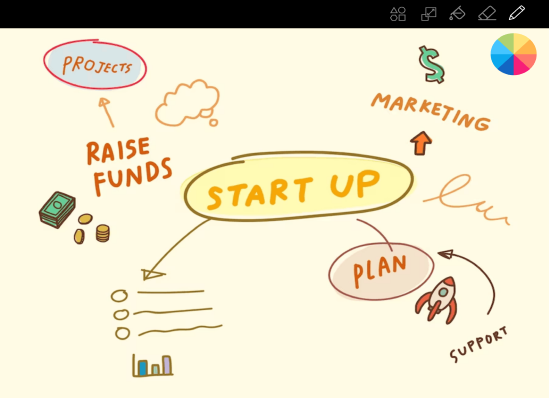 PROJECTS
MARKETING
RAISE
FUNDS
START UP
PLAN
SUPPORT